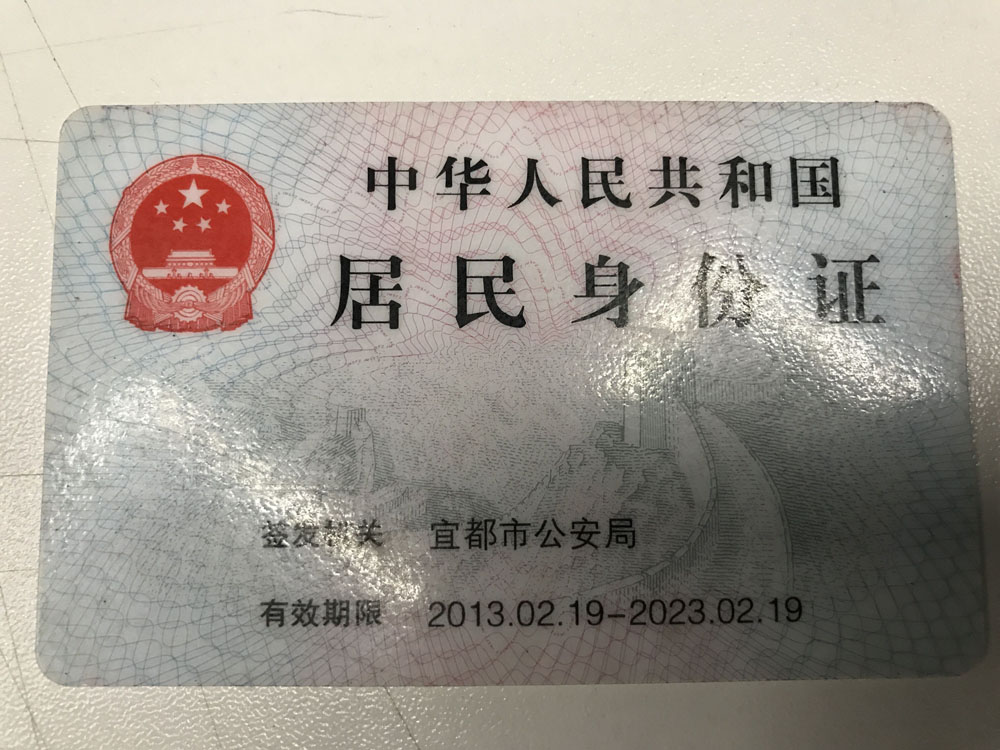 中华人民共和国
居民身份证
签发机关 宜都市公安局
有效期限 2013.02.19-2023.02.19